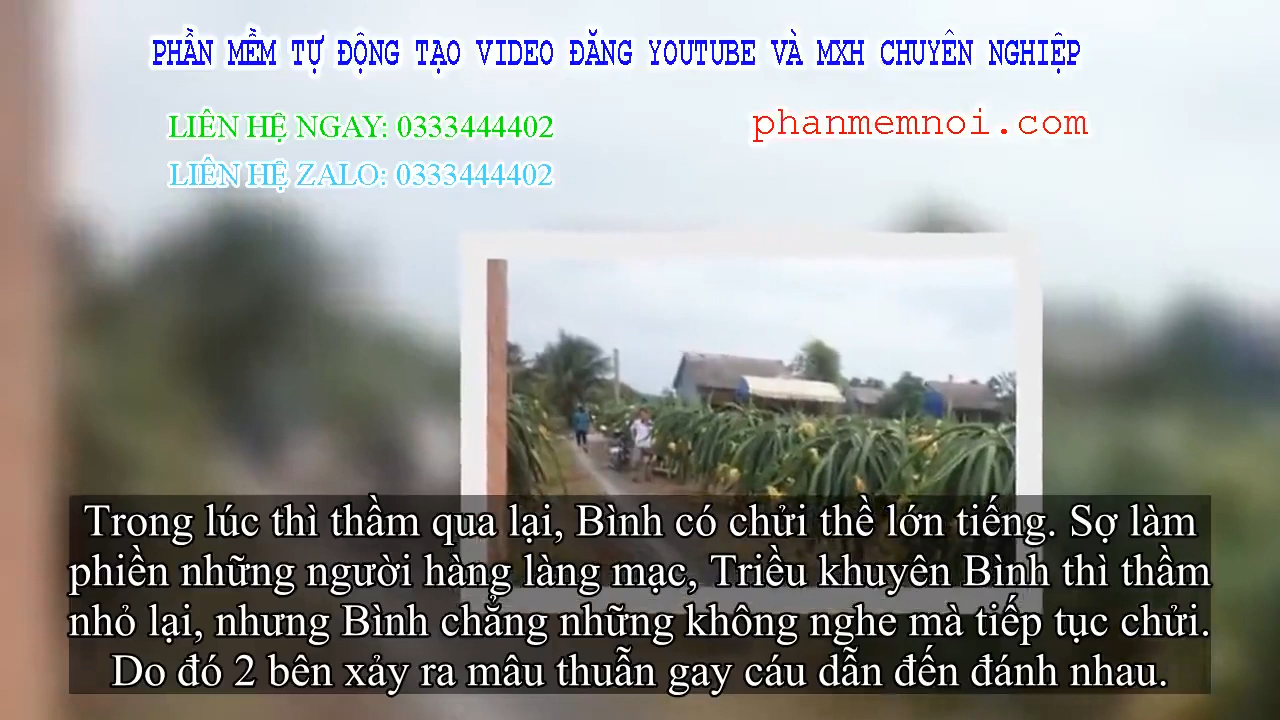 PHẦN MỀM TỰ ĐỘNG TẠO VIDEO ĐĂNG YOUTUBE VÀ MXH CHUYÊN NGHIỆP
LIÊN HỆ NGAY: 0333444402
phanmemnoi.com
LIÊN HỆ ZALO: 0333444402
Trong lúc thì thầm qua lại, Bình có chửi thề lớn tiếng. Sợ làm
phiền những người hàng làng mạc, Triều khuyên Bình thì thầm
nhỏ lại, nhưng Bình chẳng những không nghe mà tiếp tục chửi.
Do đó 2 bên xảy ra mâu thuẫn gay cáu dẫn đến đánh nhau.